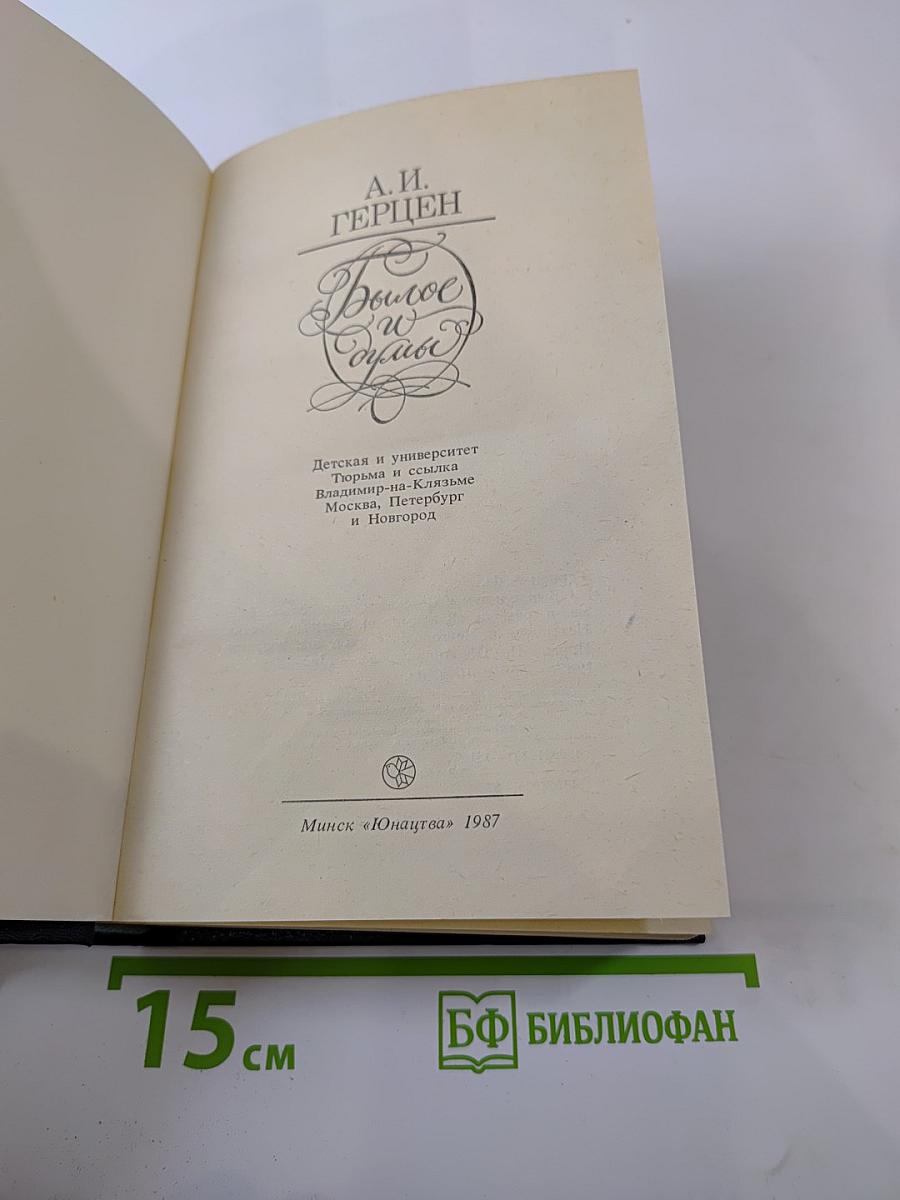 А. И.
ГЕРЦЕН
Былое
и
думы
Детская и университет
Тюрьма и ссылка
Владимир-на-Клязьме
Москва, Петербург
и Новгород
Минск «Юнацтва» 1987
15 см
БФ БИБЛИОФАН